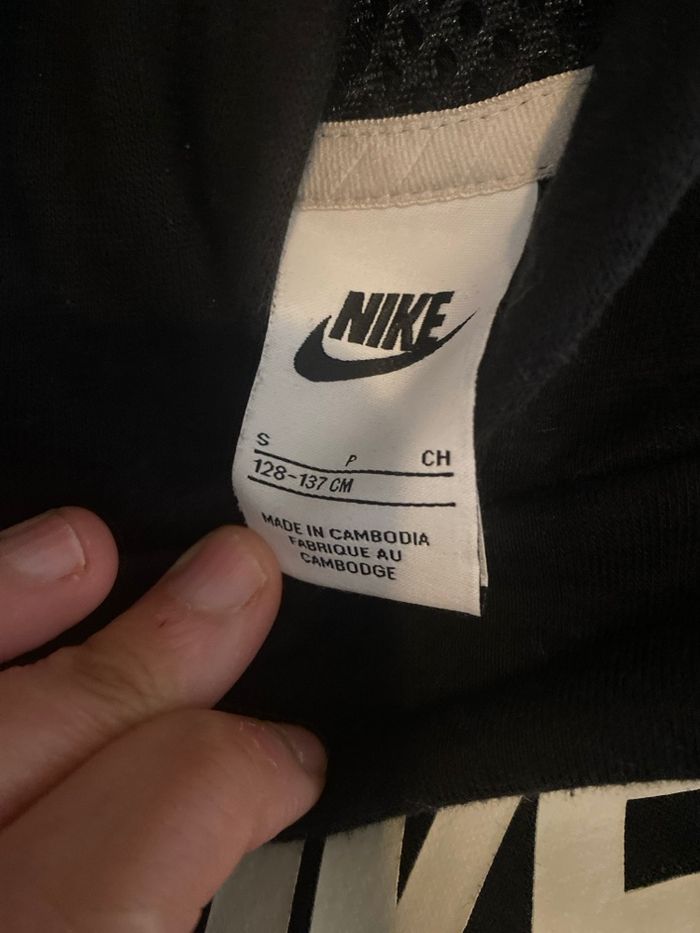 NIKE
S P CH
128-137 CM
MADE IN CAMBODIA
FABRIQUE AU
CAMBODGE